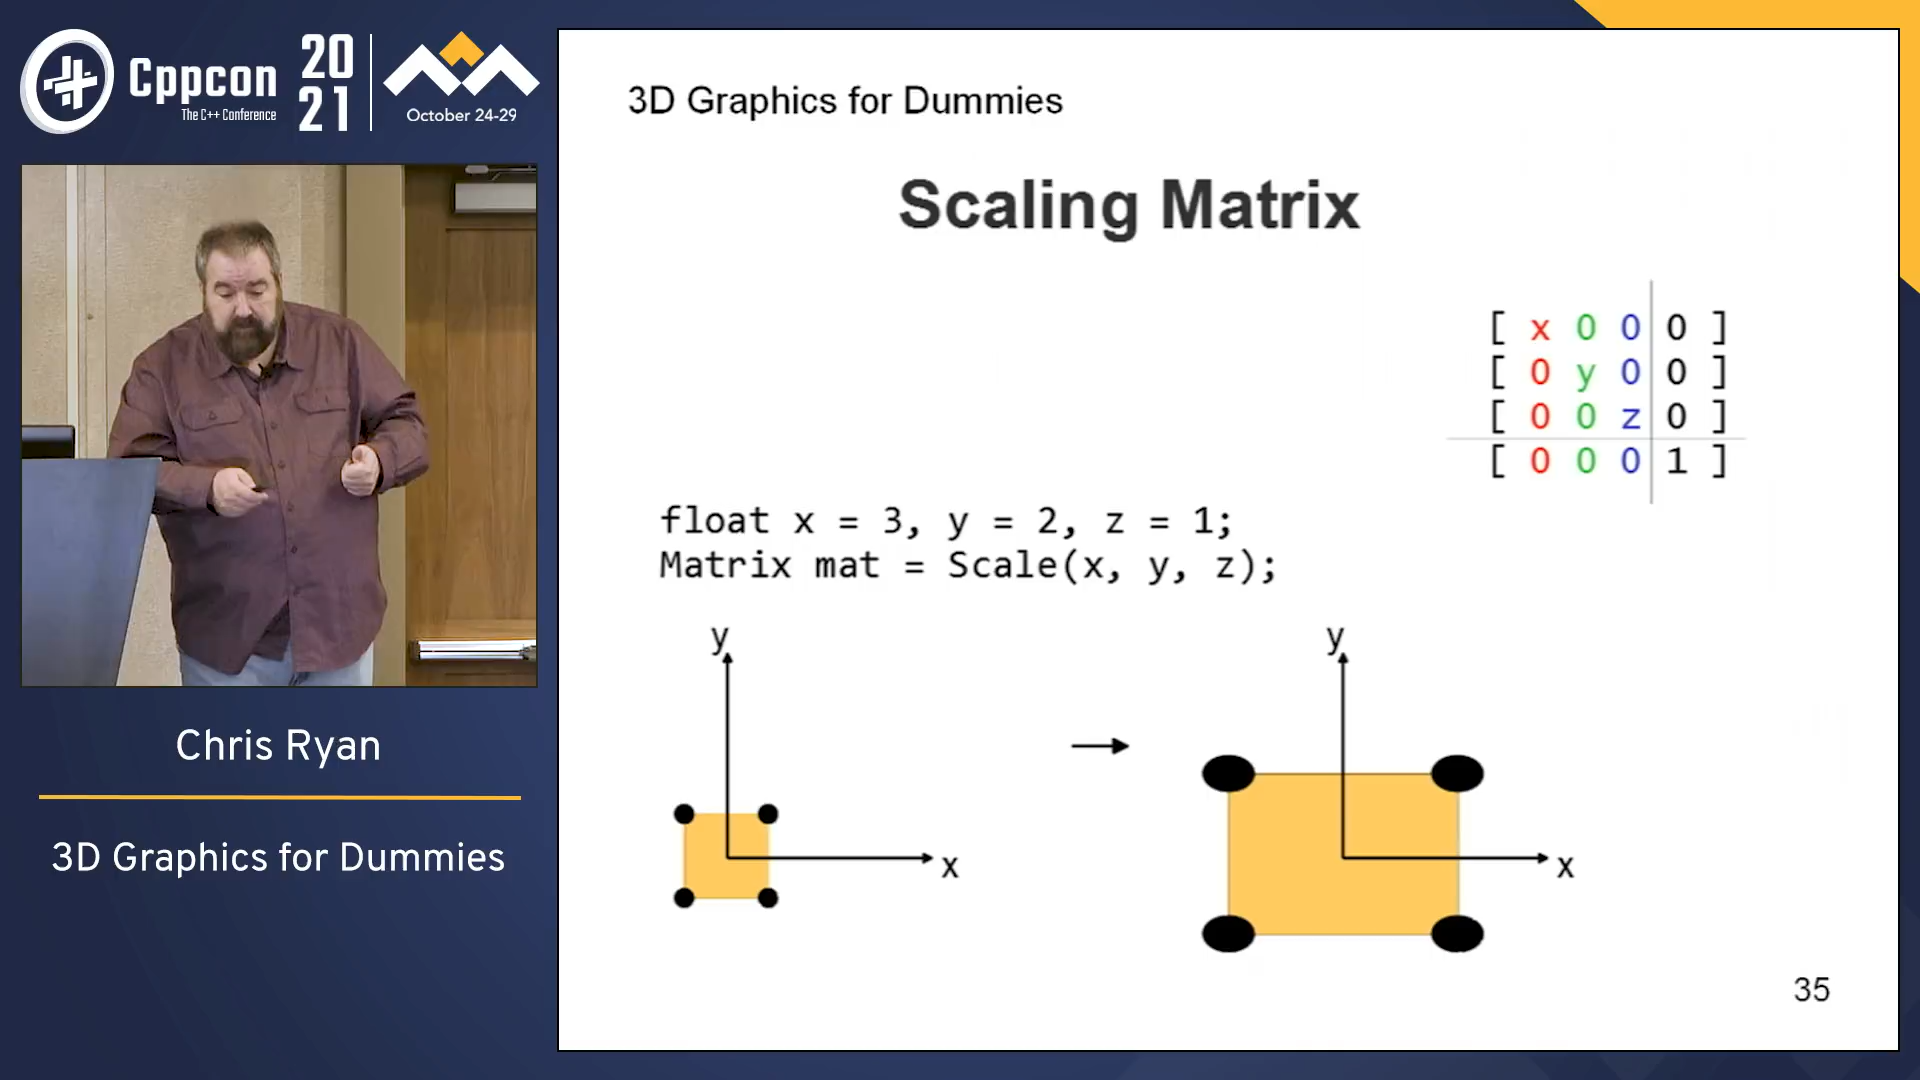 Cppcon
The C++ Conference
20
21
October 24-29
Chris Ryan
3D Graphics for Dummies
3D Graphics for Dummies
Scaling Matrix
[ x 0 0 0 ]
[ 0 y 0 0 ]
[ 0 0 z 0 ]
[ 0 0 0 1 ]
float x = 3, y = 2, z = 1;
Matrix mat = Scale(x, y, z);
y
x
y
x
35